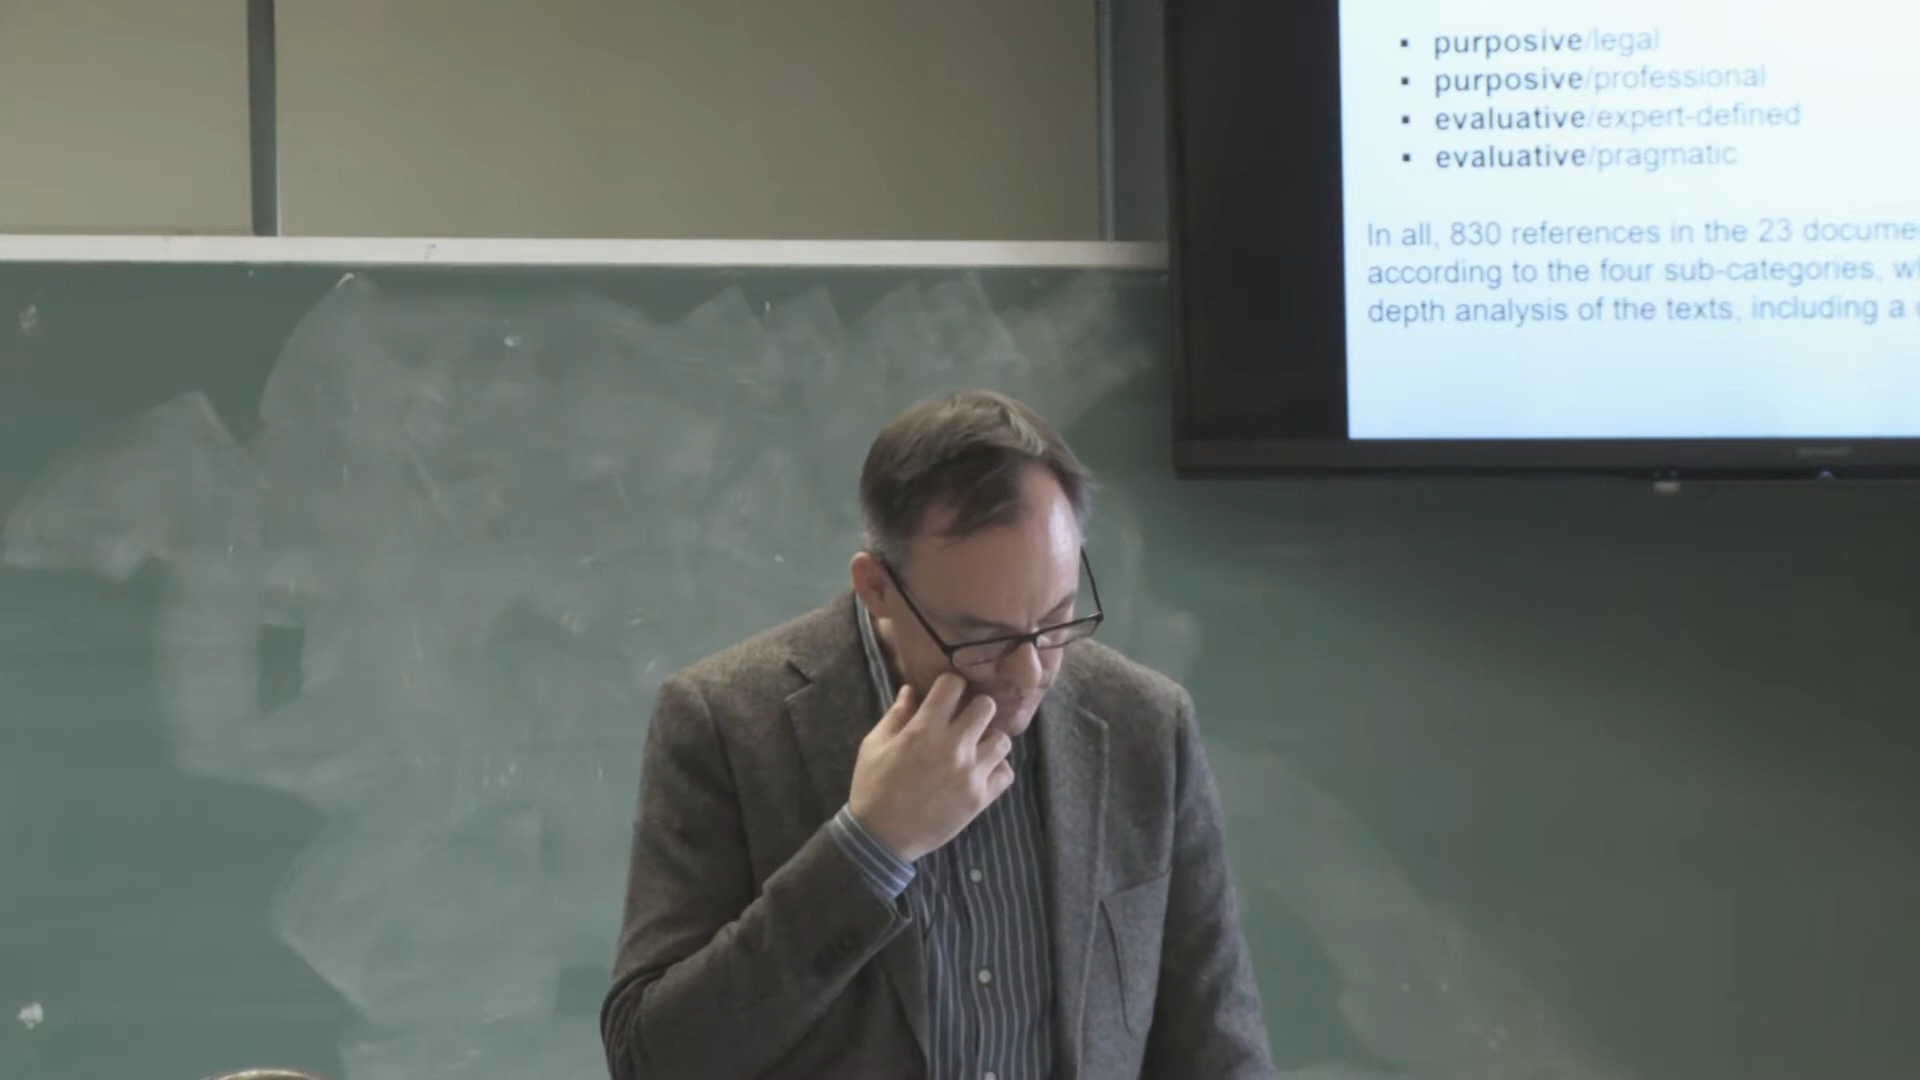 ▪ purposive/legal
▪ purposive/professional
▪ evaluative/expert-defined
▪ evaluative/pragmatic
In all, 830 references in the 23
according to the four sub-categories,
depth analysis of the texts, including a